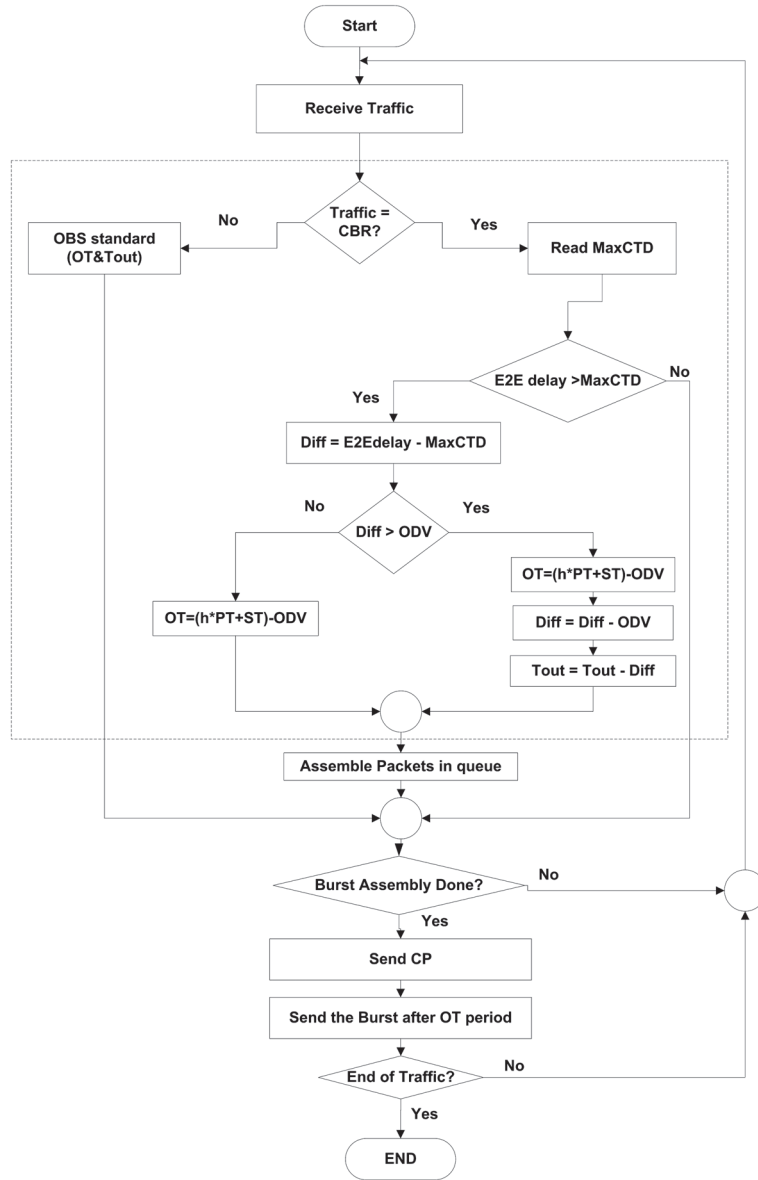 Start
Receive Traffic
Traffic =
CBR?
No
Yes
OBS standard
(OT&Tout)
Read MaxCTD
E2E delay >MaxCTD
No
Yes
Diff = E2Edelay - MaxCTD
No
Yes
Diff > ODV
OT=(h*PT+ST)-ODV
OT=(h*PT+ST)-ODV
Diff = Diff - ODV
Tout = Tout - Diff
Assemble Packets in queue
Burst Assembly Done?
No
Yes
Send CP
Send the Burst after OT period
End of Traffic?
No
Yes
END